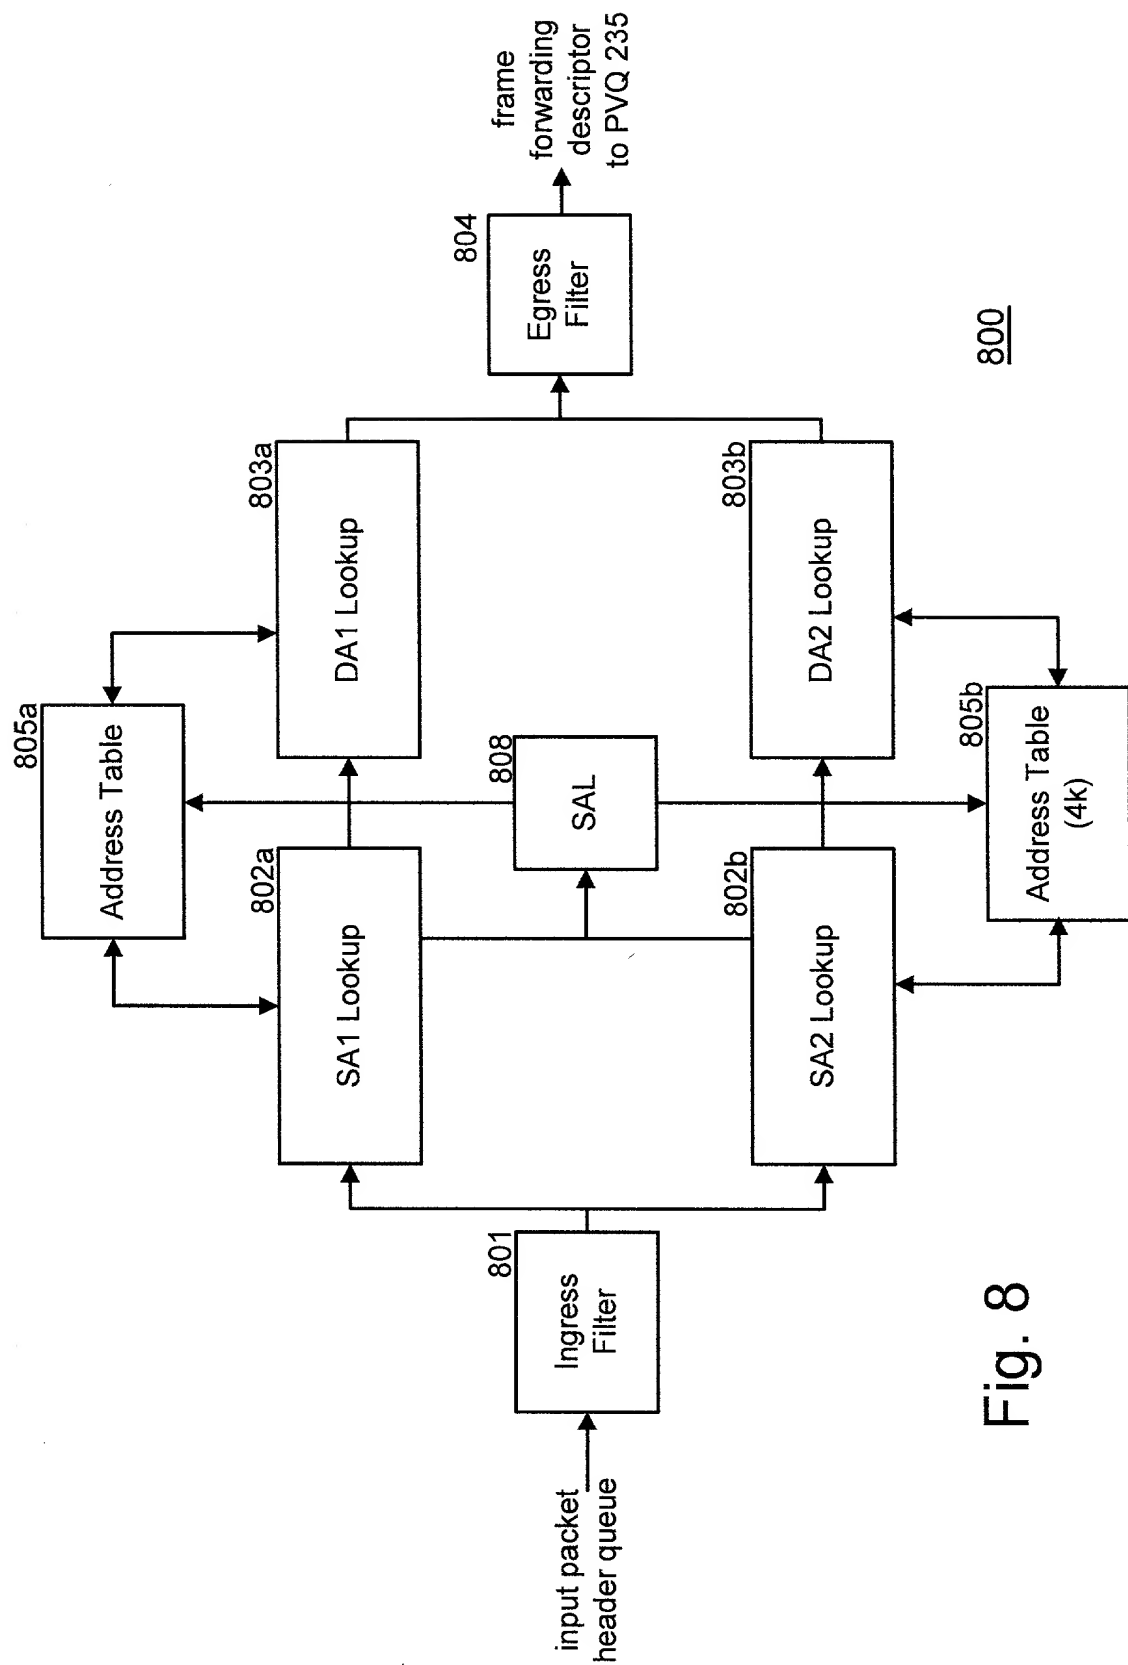 805a
Address Table
802a
SA1 Lookup
803a
DA1 Lookup
801
Ingress
Filter
input packet
header queue
808
SAL
804
Egress
Filter
frame
forwarding
descriptor
to PVQ 235
802b
SA2 Lookup
803b
DA2 Lookup
805b
Address Table
(4k)
800
Fig. 8